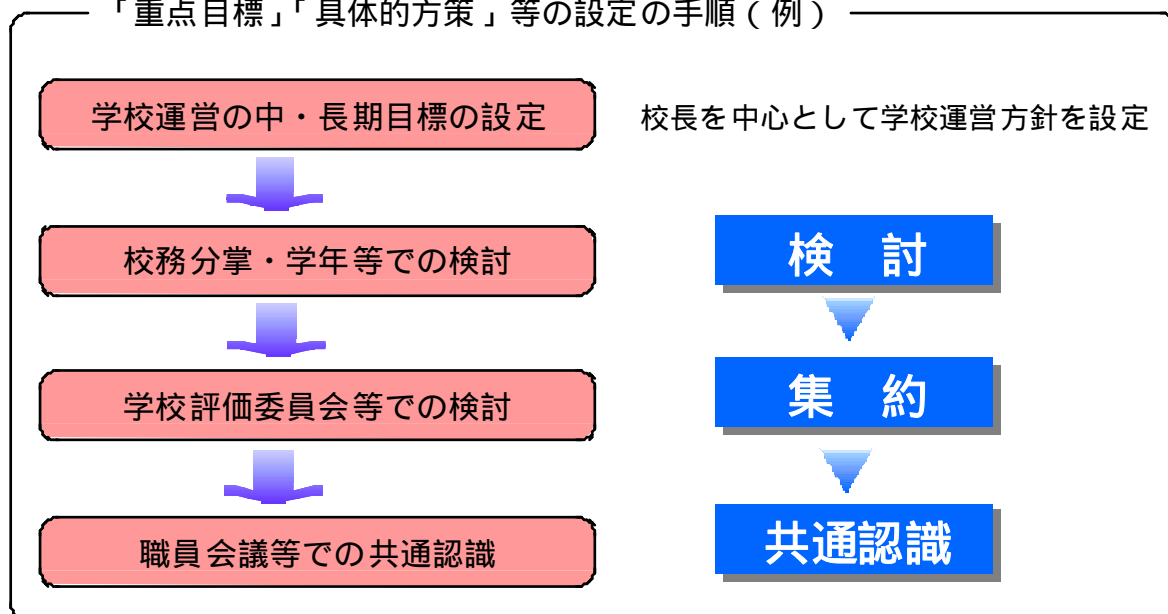 「重点目標」「具体的方策」等の設定の手順(例)
学校運営の中・長期目標の設定
校長を中心として学校運営方針を設定
校務分掌・学年等での検討
検　討
学校評価委員会等での検討
集　約
職員会議等での共通認識
共通認識